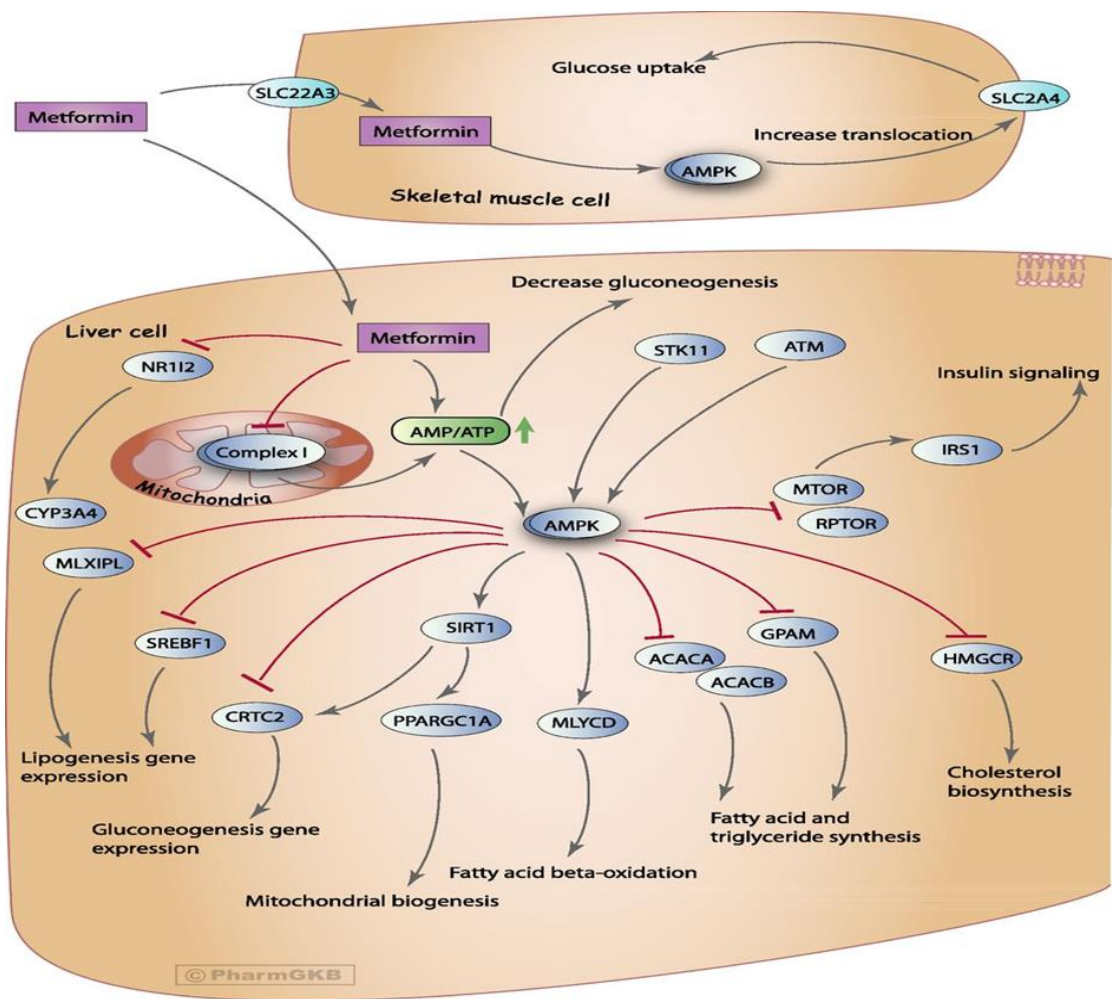 Glucose uptake
SLC22A3
SLC2A4
Metformin
Metformin
Increase translocation
AMPK
Skeletal muscle cell
Decrease gluconeogenesis
Liver cell
Metformin
STK11
ATM
NR1I2
Insulin signaling
AMP/ATP
Complex I
IRS1
Mitochondria
MTOR
CYP3A4
AMPK
RPTOR
MLXIPL
SIRT1
GPAM
SREBF1
ACACA
HMGCR
ACACB
CRTC2
PPARGC1A
MLYCD
Lipogenesis gene
expression
Cholesterol
biosynthesis
Gluconeogenesis gene
expression
Fatty acid and
triglyceride synthesis
Fatty acid beta-oxidation
Mitochondrial biogenesis
© PharmGKB